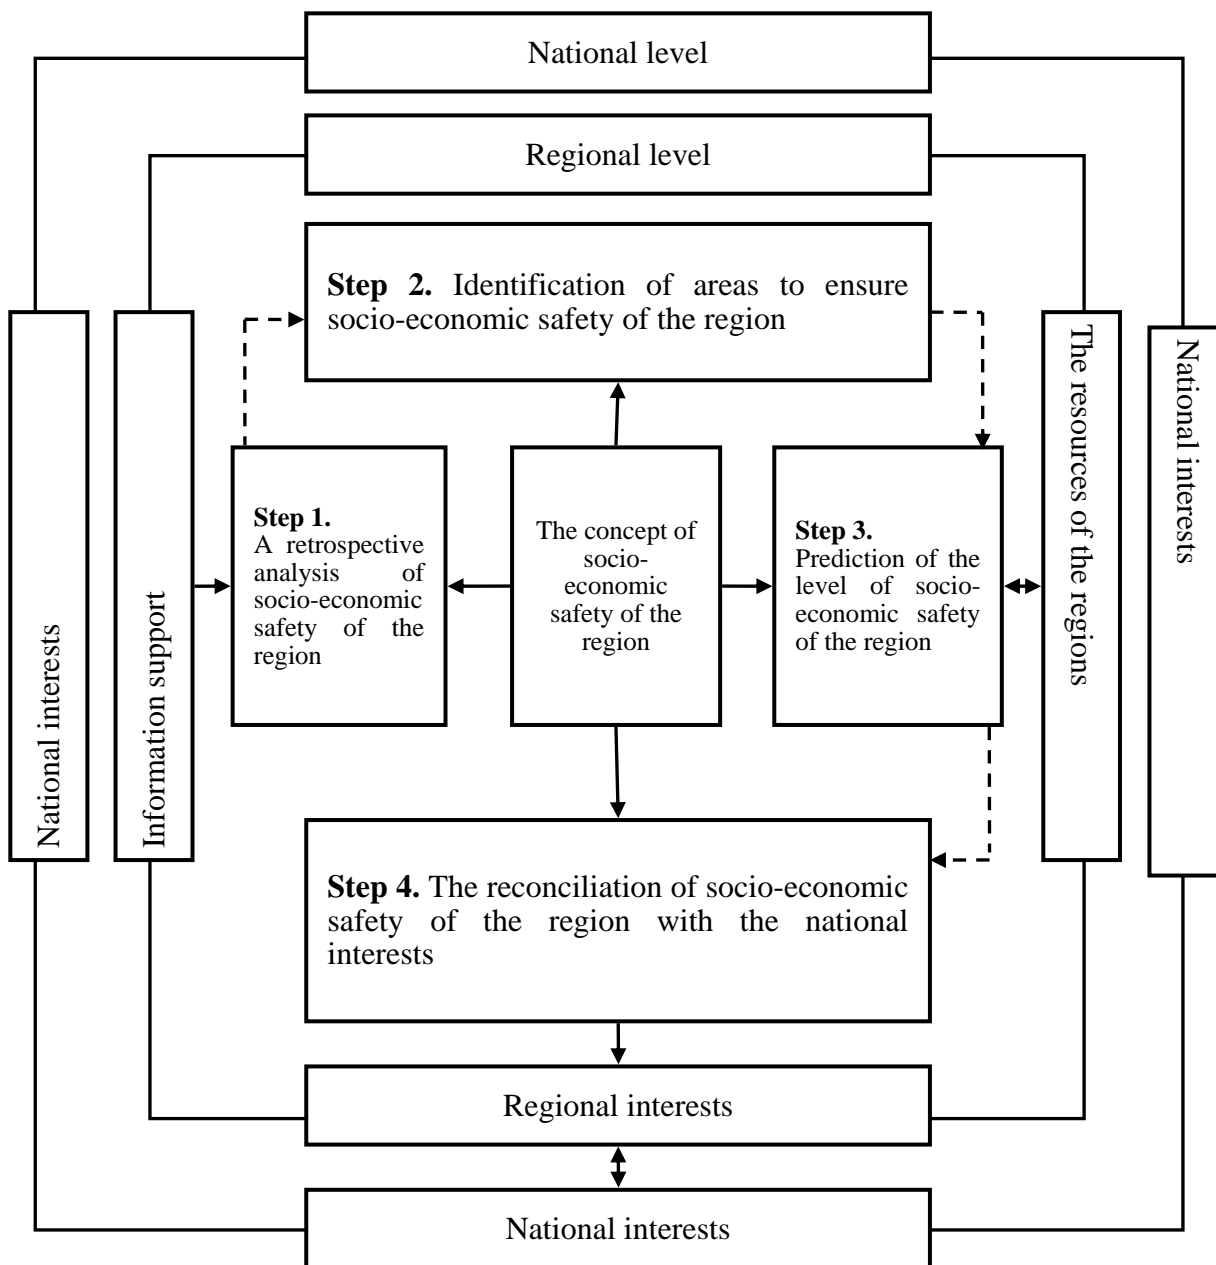 National level
Regional level
Step 2. Identification of areas to ensure
socio-economic safety of the region
National interests
Information support
Step 1.
A retrospective
analysis of
socio-economic
safety of the
region
The concept of
socio-
economic
safety of the
region
Step 3.
Prediction of the
level of socio-
economic safety
of the region
The resources of the regions
National interests
Step 4. The reconciliation of socio-economic
safety of the region with the national
interests
Regional interests
National interests